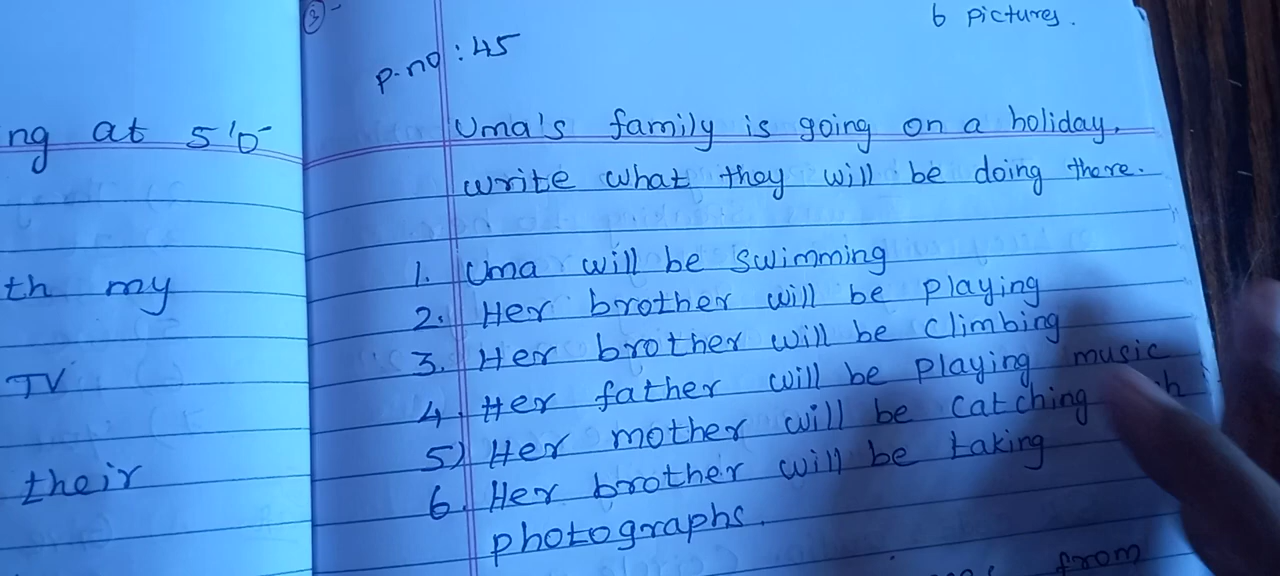 3
6 pictures.
p.no : 45
ng at 5'0
Uma's family is going on a holiday.
write what they will be doing there.
1. Uma will be swimming
th my
2. Her brother will be playing
3. Her brother will be climbing
TV
4. Her father will be playing music
5) Her mother will be catching
their
6. Her brother will be taking
photographs.
from